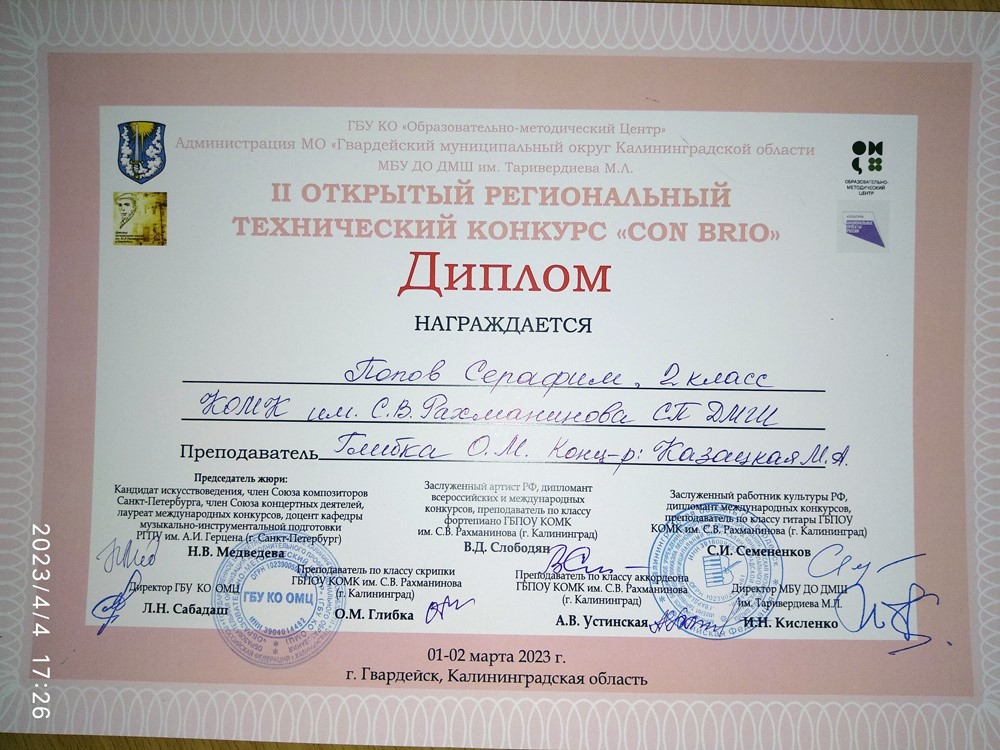 ГБУ КО «Образовательно-методический Центр»
Администрация МО «Гвардейский муниципальный округ Калининградской области
МБУ ДО ДМШ им. Таривердиева М.Л.
II ОТКРЫТЫЙ РЕГИОНАЛЬНЫЙ
ТЕХНИЧЕСКИЙ КОНКУРС «CON BRIO»
ОБРАЗОВАТЕЛЬНО-
МЕТОДИЧЕСКИЙ
ЦЕНТР
Диплом
НАГРАЖДАЕТСЯ
Попов Серафим, 2 класс
КОМК им. С.В. Рахманинова СП ДМШ
Преподаватель Глибка О.М. Конц-р: Казацкая М.А.
Председатель жюри:
Кандидат искусствоведения, член Союза композиторов
Санкт-Петербурга, член Союза концертных деятелей,
лауреат международных конкурсов, доцент кафедры
музыкально-инструментальной подготовки
РГПУ им. А.И. Герцена (г. Санкт-Петербург)
Н.В. Медведева
Заслуженный артист РФ, дипломант
всероссийских и международных
конкурсов, преподаватель по классу
фортепиано ГБПОУ КОМК
им. С.В. Рахманинова (г. Калининград)
В.Д. Слободян
Заслуженный работник культуры РФ,
дипломант международных конкурсов,
преподаватель по классу гитары ГБПОУ
КОМК им. С.В. Рахманинова (г. Калининград)
С.И. Семененков
Директор ГБУ КО ОМЦ
Л.Н. Сабадаш
Преподаватель по классу скрипки
ГБПОУ КОМК им. С.В. Рахманинова
(г. Калининград)
О.М. Глибка
Преподаватель по классу аккордеона
ГБПОУ КОМК им. С.В. Рахманинова
(г. Калининград)
А.В. Устинская
Директор МБУ ДО ДМШ
им. Таривердиева М.Л.
И.Н. Кисленко
ГБУ КО ОМЦ
01-02 марта 2023 г.
г. Гвардейск, Калининградская область
2023/4/4 17:26